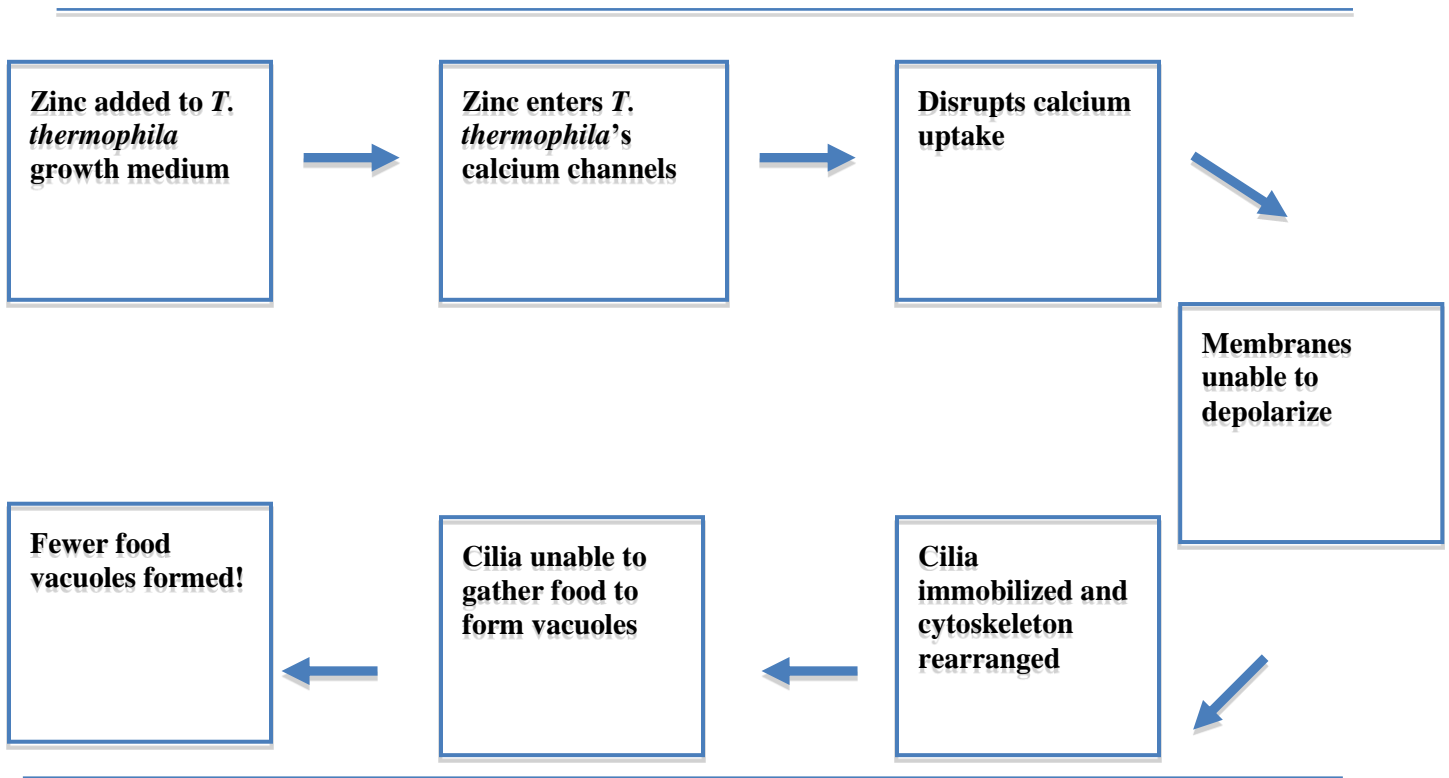 Zinc added to T.
thermophila
growth medium
Zinc enters T.
thermophila’s
calcium channels
Disrupts calcium
uptake
Membranes
unable to
depolarize
Cilia
immobilized and
cytoskeleton
rearranged
Cilia unable to
gather food to
form vacuoles
Fewer food
vacuoles formed!